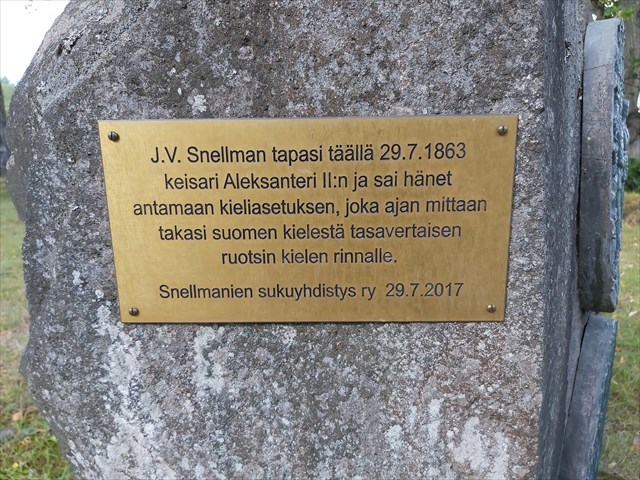 J.V. Snellman tapasi täällä 29.7.1863
keisari Aleksanteri II:n ja sai hänet
antamaan kieliasetuksen, joka ajan mittaan
takasi suomen kielestä tasavertaisen
ruotsin kielen rinnalle.
Snellmanien sukuyhdistys ry 29.7.2017